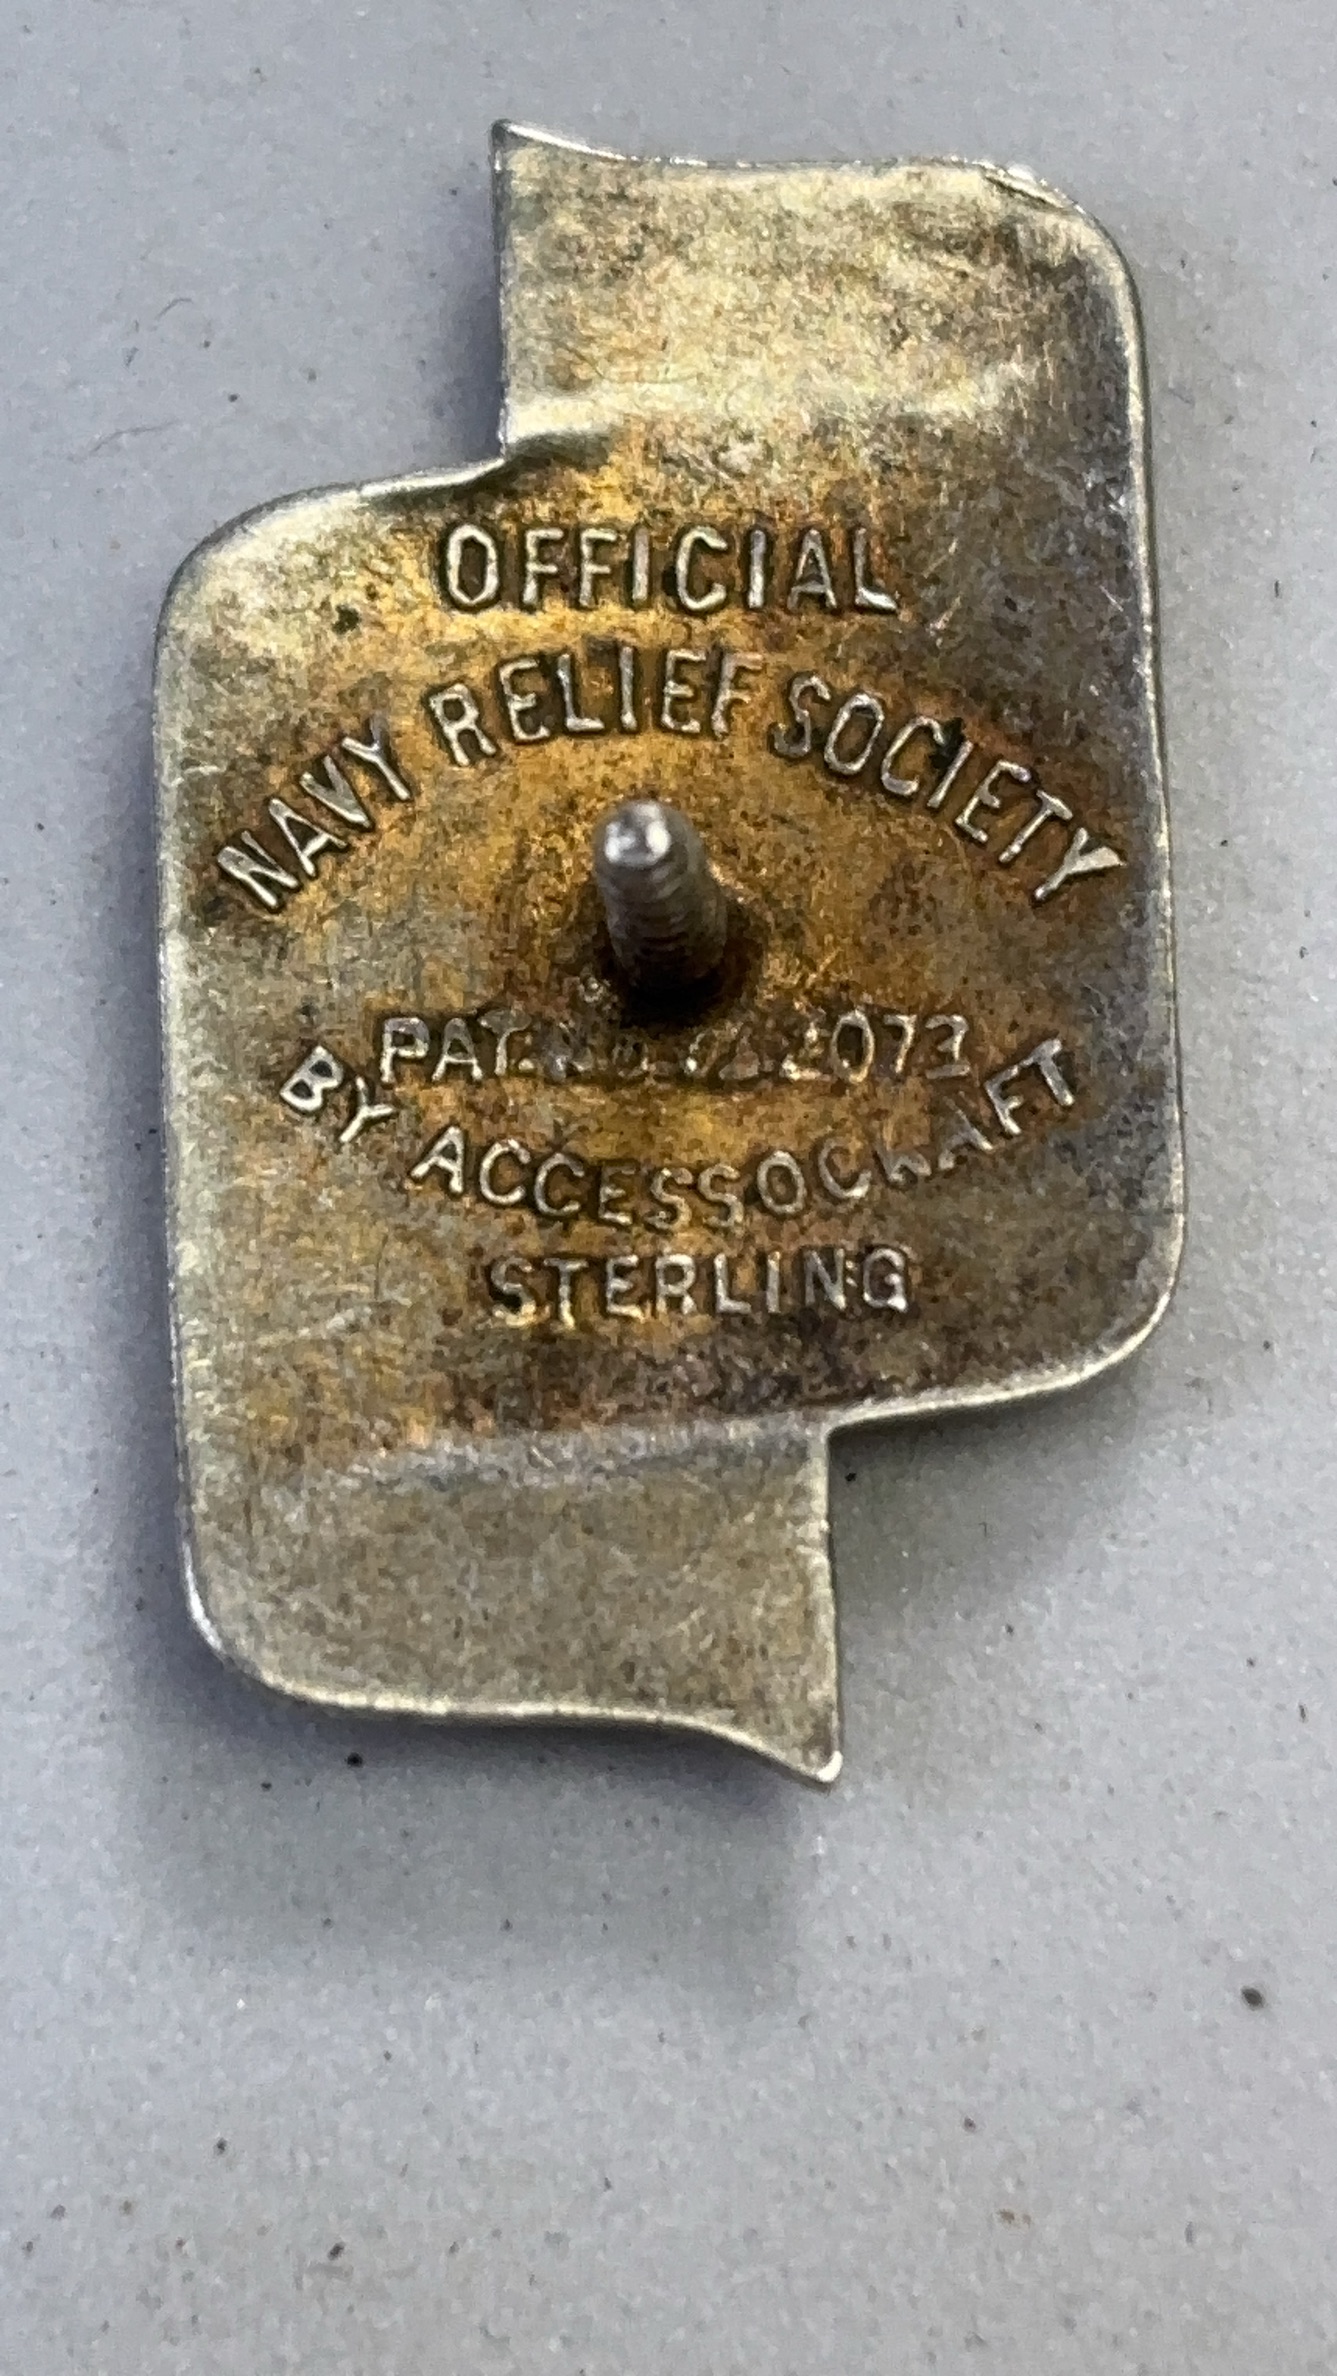 OFFICIAL
NAVY RELIEF SOCIETY
PAT.
BY ACCESSOCRAFT
STERLING